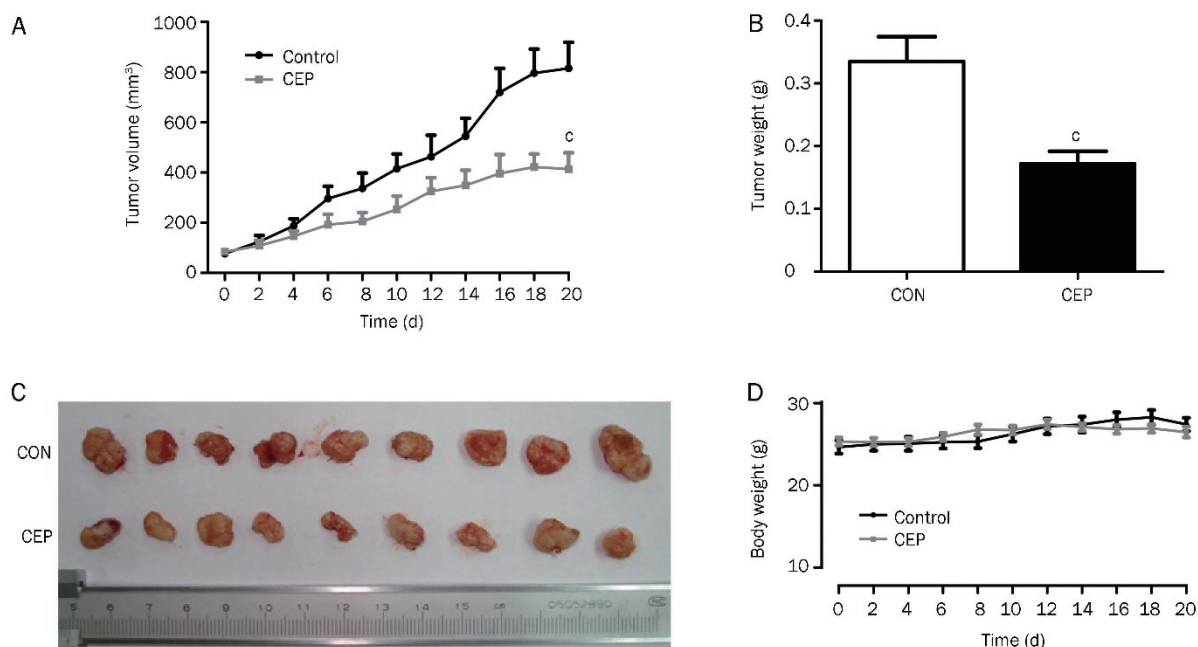 A
Tumor volume (mm³)
1000
800
600
400
200
0
Control
CEP
c
0 2 4 6 8 10 12 14 16 18 20
Time (d)
B
Tumor weight (g)
0.4
0.3
0.2
0.1
0
c
CON CEP
C
CON
CEP
5 6 7 8 9 10 11 12 13 14 15 cm
D
Body weight (g)
30
20
10
Control
CEP
0 2 4 6 8 10 12 14 16 18 20
Time (d)